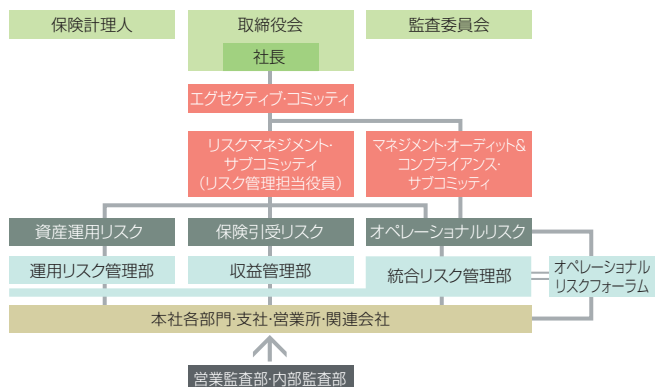 保険計理人
取締役会
監査委員会
社長
エグゼクティブ・コミッティ
リスクマネジメント・
サブコミッティ
（リスク管理担当役員）
マネジメント・オーディット&
コンプライアンス・
サブコミッティ
資産運用リスク
保険引受リスク
オペレーショナルリスク
運用リスク管理部
収益管理部
統合リスク管理部
オペレーショナル
リスクフォーラム
本社各部門・支社・営業所・関連会社
営業監査部・内部監査部